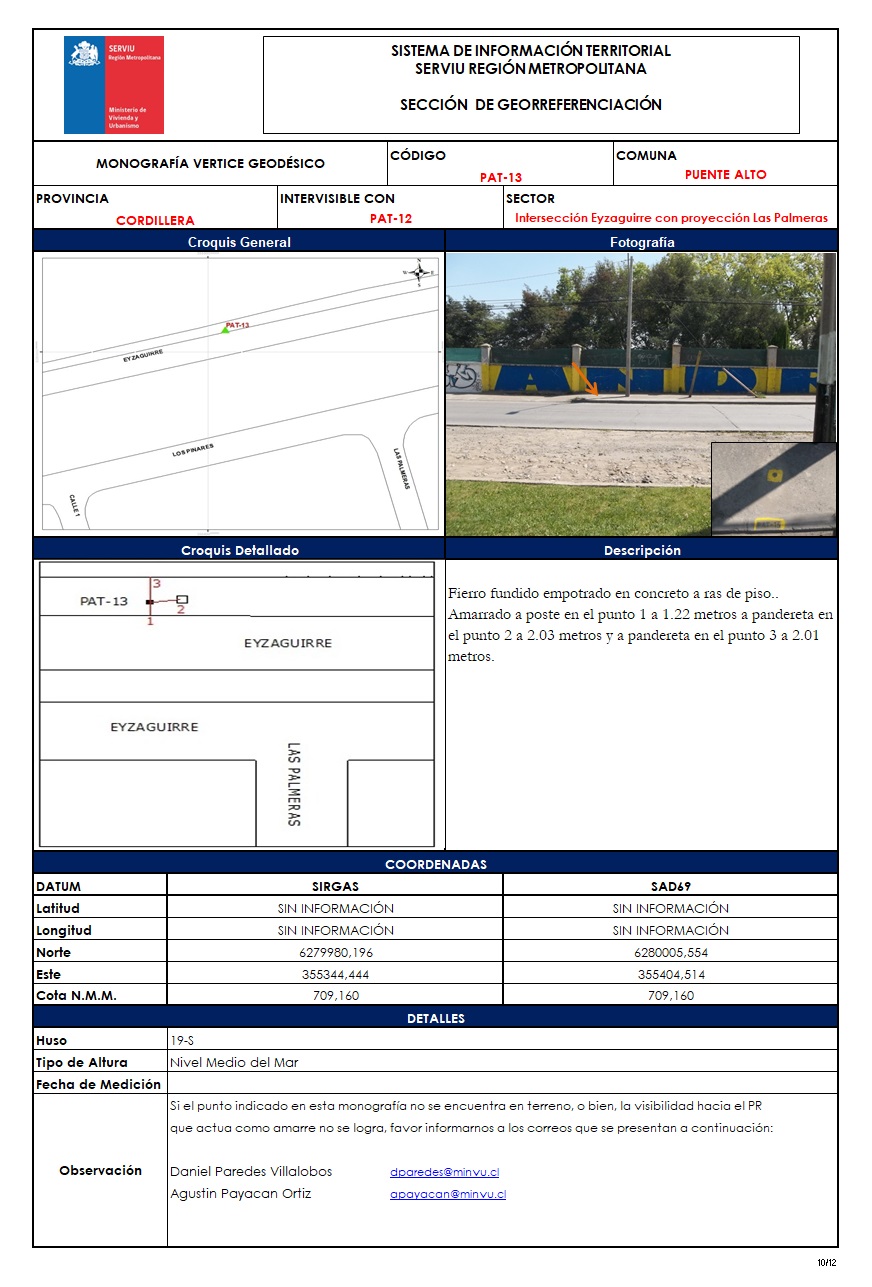 SERVIU
Región Metropolitana
Ministerio de
Vivienda y
Urbanismo
SISTEMA DE INFORMACIÓN TERRITORIAL
SERVIU REGIÓN METROPOLITANA
SECCIÓN DE GEORREFERENCIACIÓN
MONOGRAFÍA VERTICE GEODÉSICO
CÓDIGO
PAT-13
COMUNA
PUENTE ALTO
PROVINCIA
CORDILLERA
INTERVISIBLE CON
PAT-12
SECTOR
Intersección Eyzaguirre con proyección Las Palmeras
Croquis General
Fotografía
N
W E
S
PAT-13
EYZAGUIRRE
LOS PINARES
LAS PALMERAS
CALLE 1
Croquis Detallado
Descripción
3
PAT-13
2
1
EYZAGUIRRE
EYZAGUIRRE
LAS PALMERAS
Fierro fundido empotrado en concreto a ras de piso..
Amarrado a poste en el punto 1 a 1.22 metros a pandereta en
el punto 2 a 2.03 metros y a pandereta en el punto 3 a 2.01
metros.
COORDENADAS
DATUM SIRGAS SAD69
Latitud SIN INFORMACIÓN SIN INFORMACIÓN
Longitud SIN INFORMACIÓN SIN INFORMACIÓN
Norte 6279980,196 6280005,554
Este 355344,444 355404,514
Cota N.M.M. 709,160 709,160
DETALLES
Huso 19-S
Tipo de Altura Nivel Medio del Mar
Fecha de Medición
Observación
Si el punto indicado en esta monografía no se encuentra en terreno, o bien, la visibilidad hacia el PR
que actua como amarre no se logra, favor informarnos a los correos que se presentan a continuación:
Daniel Paredes Villalobos dparedes@minvu.cl
Agustin Payacan Ortiz apayacan@minvu.cl
10/12